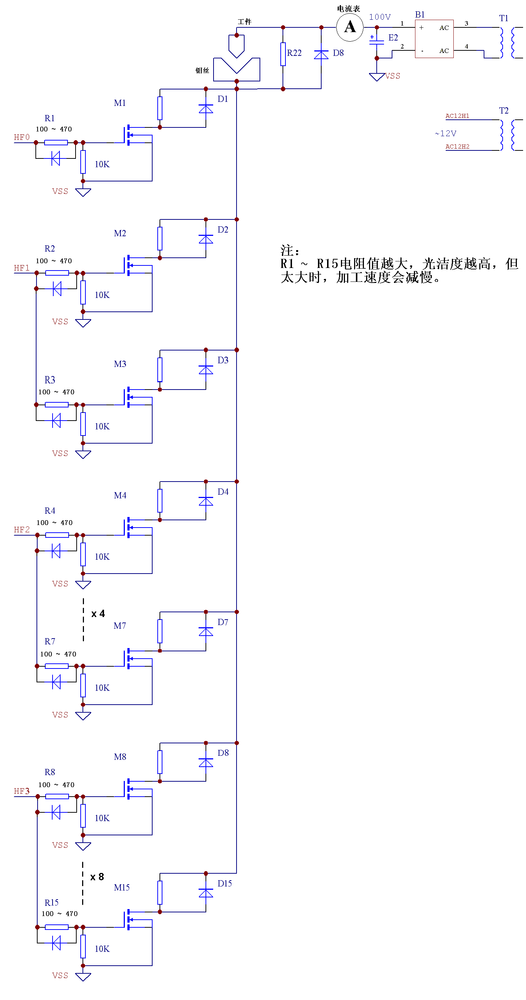 电流表
工件
A
100V
B1
T1
1
+
AC
3
+
E2
2
-
AC
4
R22
D8
钼丝
VSS
M1
D1
R1
100 ~ 470
HF0
10K
VSS
T2
AC12H1
~12V
AC12H2
M2
D2
R2
100 ~ 470
HF1
10K
VSS
注：
R1 ~ R15电阻值越大，光洁度越高，但
太大时，加工速度会减慢。
M3
D3
R3
100 ~ 470
10K
VSS
M4
D4
R4
100 ~ 470
HF2
10K
VSS
x 4
M7
D7
R7
100 ~ 470
10K
VSS
M8
D8
R8
100 ~ 470
HF3
10K
VSS
x 8
M15
D15
R15
100 ~ 470
10K
VSS